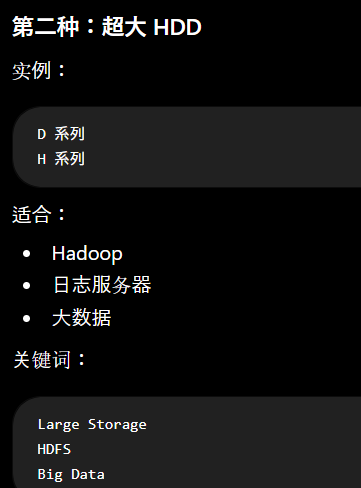 第二种：超大 HDD
实例：
D 系列
H 系列
适合：
Hadoop
日志服务器
大数据
关键词：
Large Storage
HDFS
Big Data